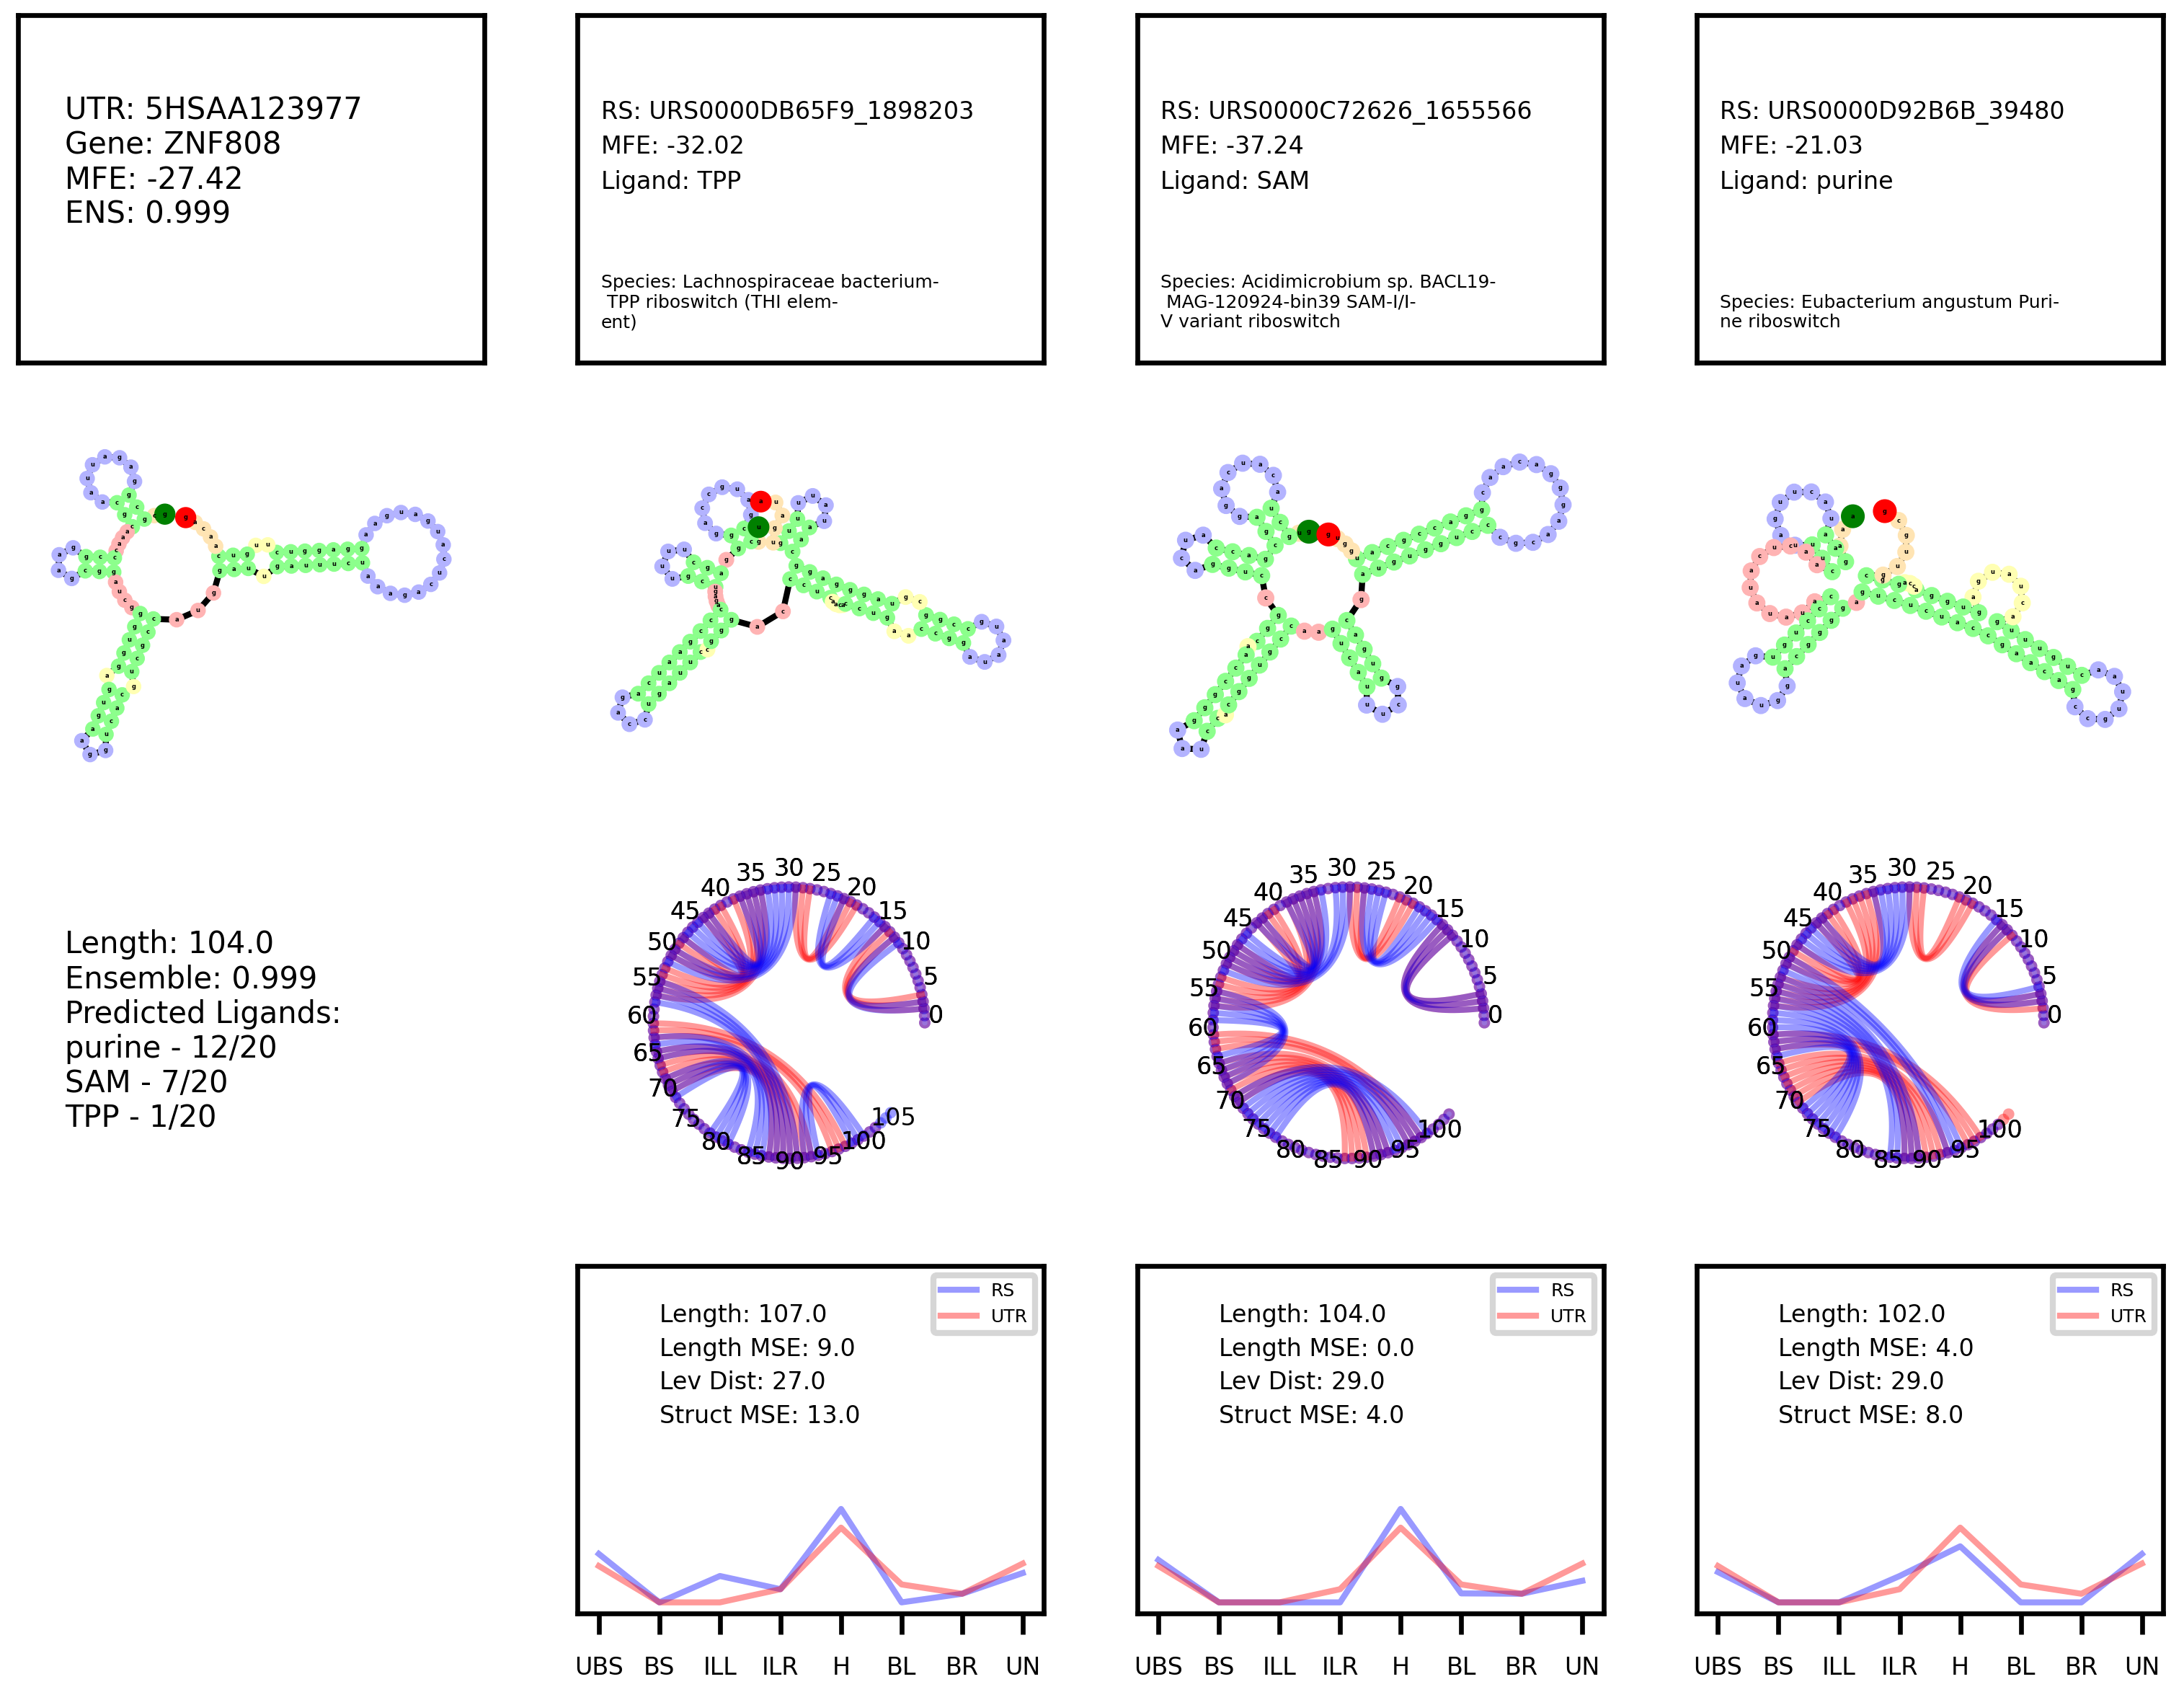 UTR: 5HSAA123977
Gene: ZNF808
MFE: -27.42
ENS: 0.999
RS: URS0000DB65F9_1898203
MFE: -32.02
Ligand: TPP
Species: Lachnospiraceae bacterium-
TPP riboswitch (THI elem-
ent)
RS: URS0000C72626_1655566
MFE: -37.24
Ligand: SAM
Species: Acidimicrobium sp. BACL19-
MAG-120924-bin39 SAM-I/I-
V variant riboswitch
RS: URS0000D92B6B_39480
MFE: -21.03
Ligand: purine
Species: Eubacterium angustum Puri-
ne riboswitch
Length: 104.0
Ensemble: 0.999
Predicted Ligands:
purine - 12/20
SAM - 7/20
TPP - 1/20
0
5
10
15
20
25
30
35
40
45
50
55
60
65
70
75
80
85
90
95
100
105
0
5
10
15
20
25
30
35
40
45
50
55
60
65
70
75
80
85
90
95
100
0
5
10
15
20
25
30
35
40
45
50
55
60
65
70
75
80
85
90
95
100
RS
UTR
Length: 107.0
Length MSE: 9.0
Lev Dist: 27.0
Struct MSE: 13.0
UBS BS ILL ILR H BL BR UN
RS
UTR
Length: 104.0
Length MSE: 0.0
Lev Dist: 29.0
Struct MSE: 4.0
UBS BS ILL ILR H BL BR UN
RS
UTR
Length: 102.0
Length MSE: 4.0
Lev Dist: 29.0
Struct MSE: 8.0
UBS BS ILL ILR H BL BR UN